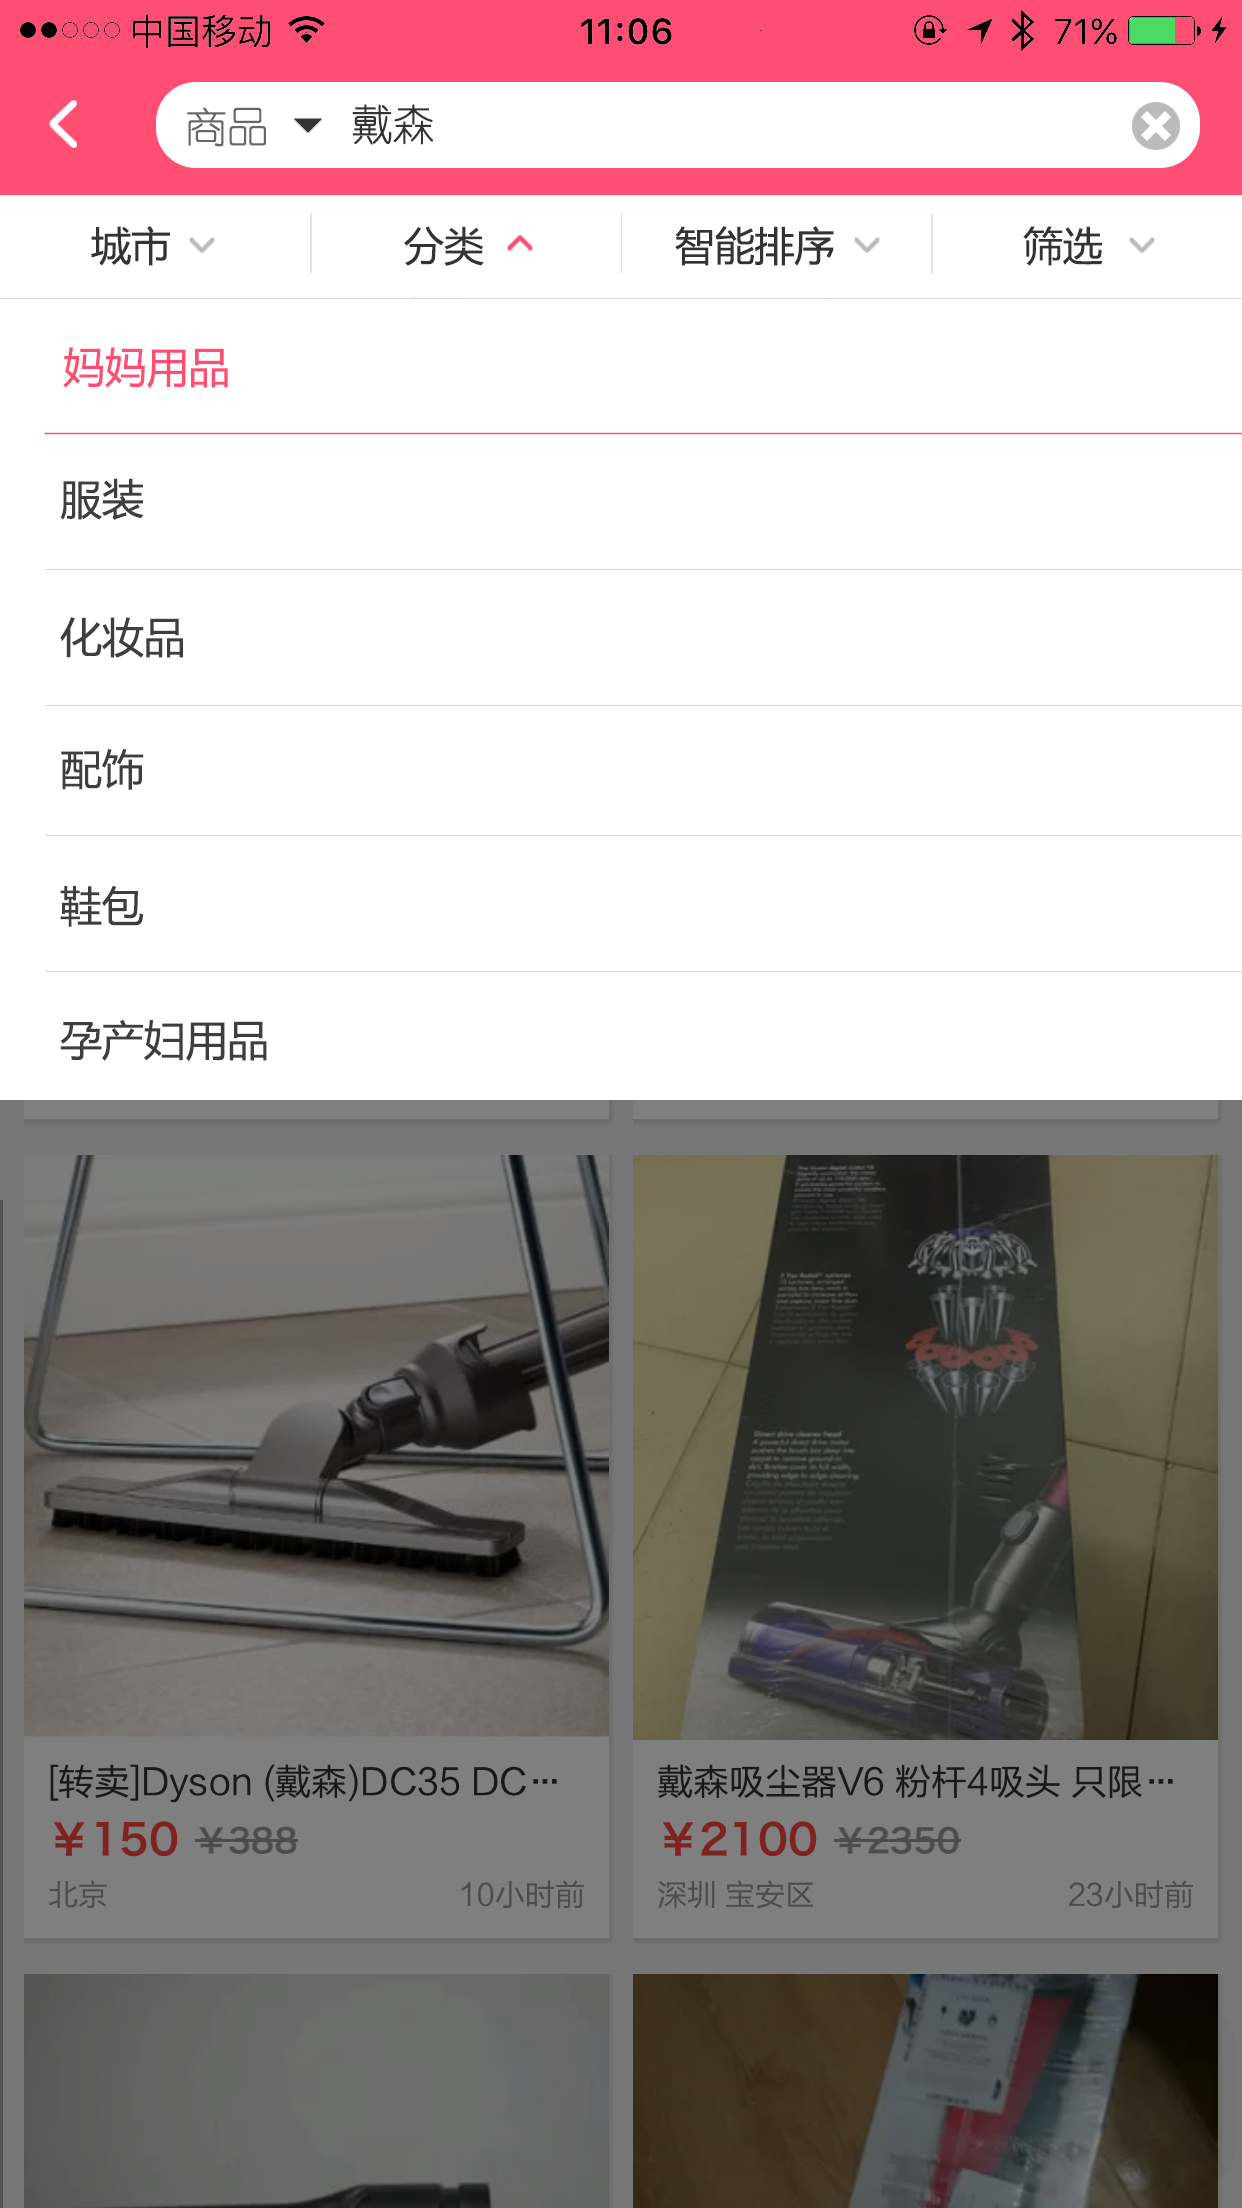 中国移动 11:06 71%
商品 戴森
城市 分类 智能排序 筛选
妈妈用品
服装
化妆品
配饰
鞋包
孕产妇用品
[转卖]Dyson (戴森)DC35 DC···
￥150 ￥388
北京 10小时前
Direct drive cleaner head
戴森吸尘器V6 粉杆4吸头 只限···
￥2100 ￥2350
深圳 宝安区 23小时前